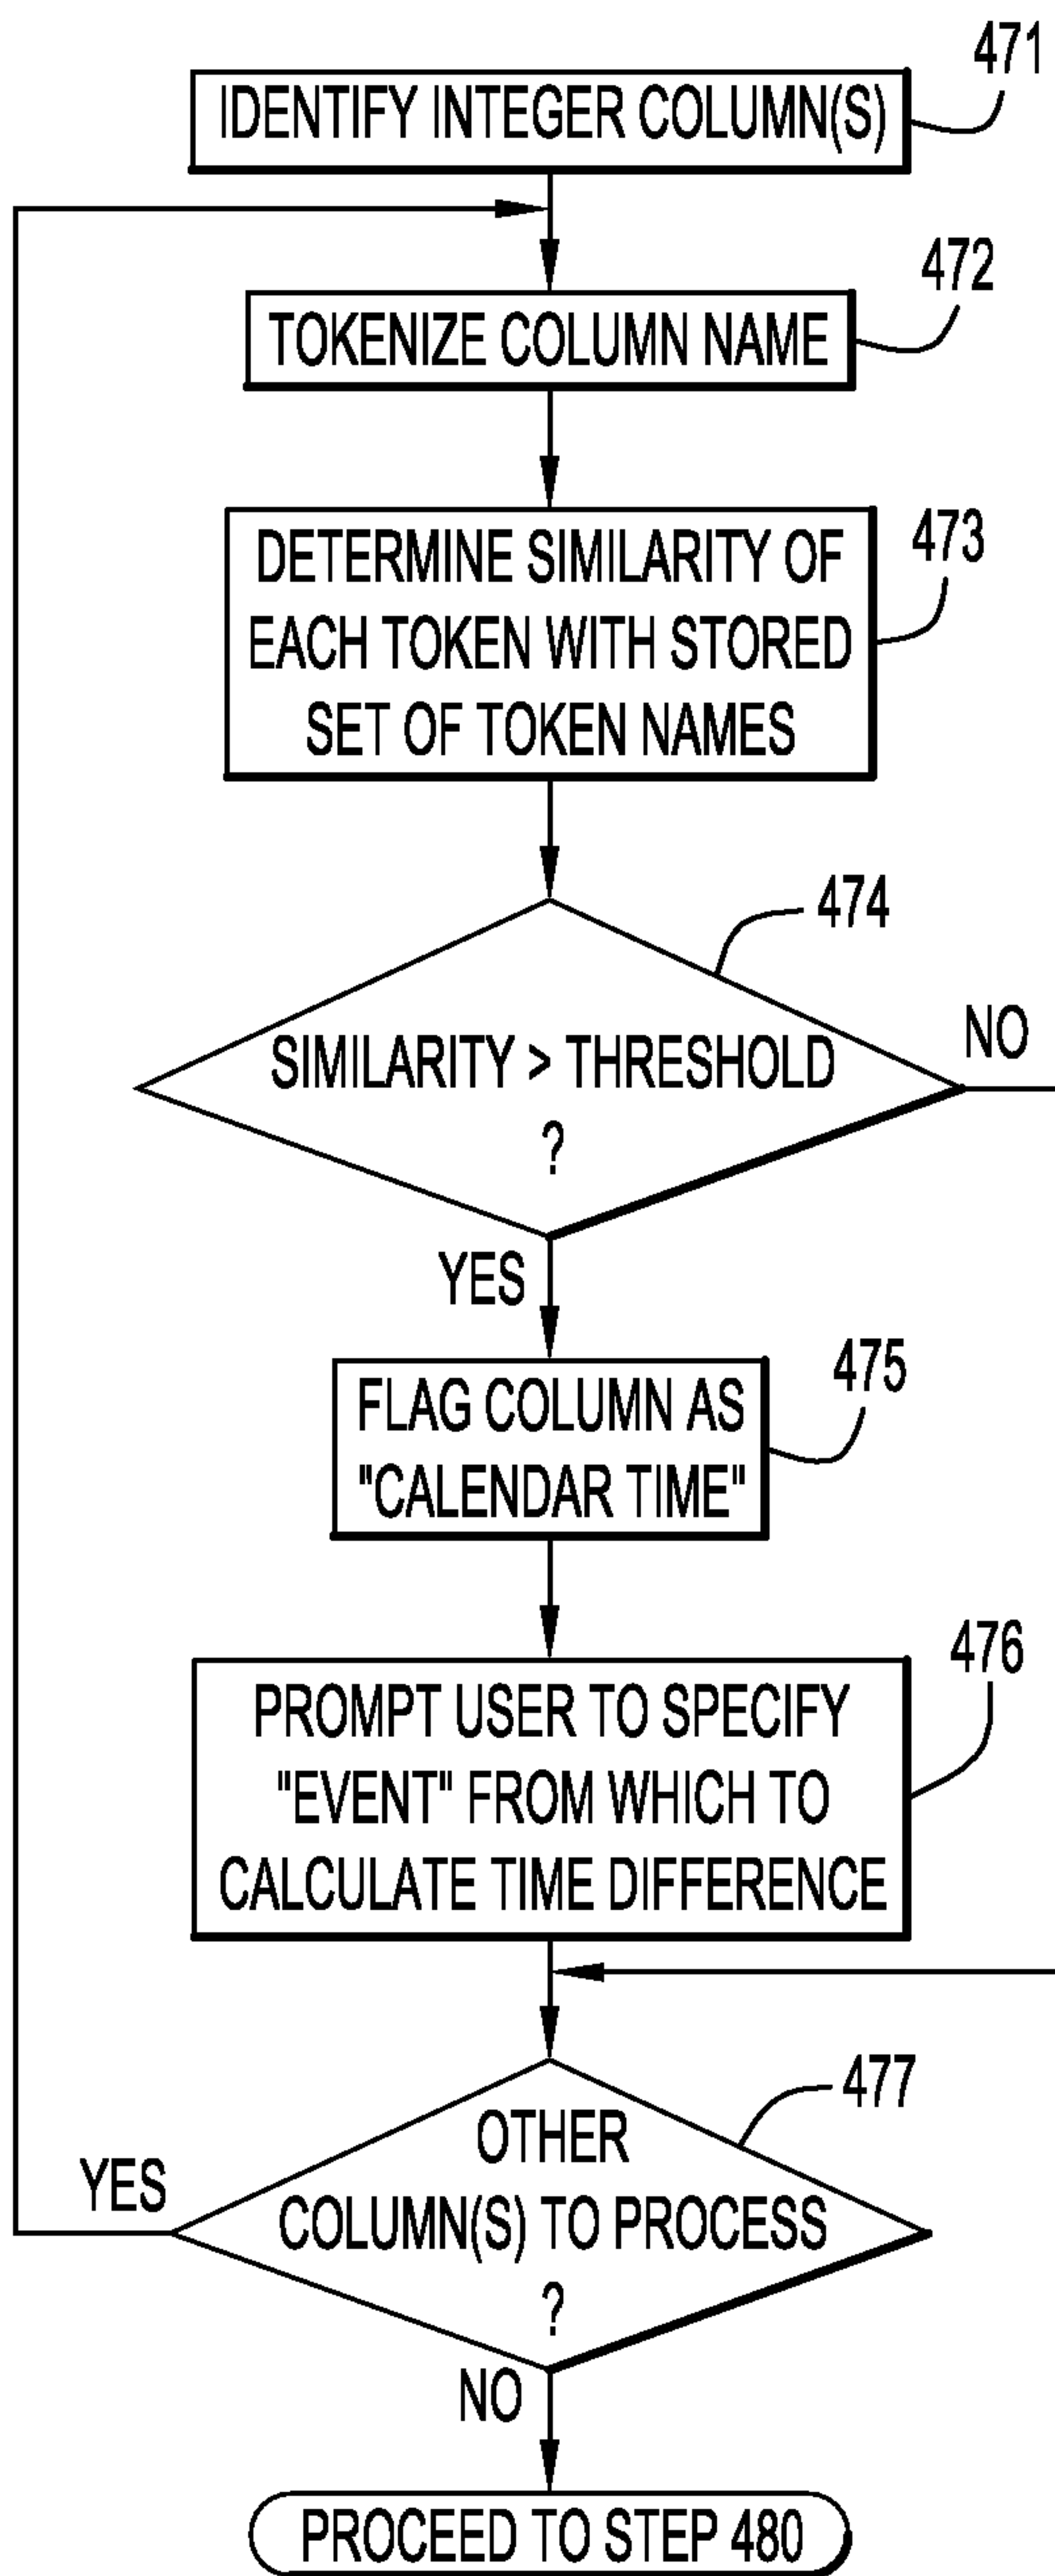 471
IDENTIFY INTEGER COLUMN(S)
472
TOKENIZE COLUMN NAME
473
DETERMINE SIMILARITY OF
EACH TOKEN WITH STORED
SET OF TOKEN NAMES
474
SIMILARITY > THRESHOLD
?
NO
YES
475
FLAG COLUMN AS
"CALENDAR TIME"
476
PROMPT USER TO SPECIFY
"EVENT" FROM WHICH TO
CALCULATE TIME DIFFERENCE
477
OTHER
COLUMN(S) TO PROCESS
?
YES
NO
PROCEED TO STEP 480